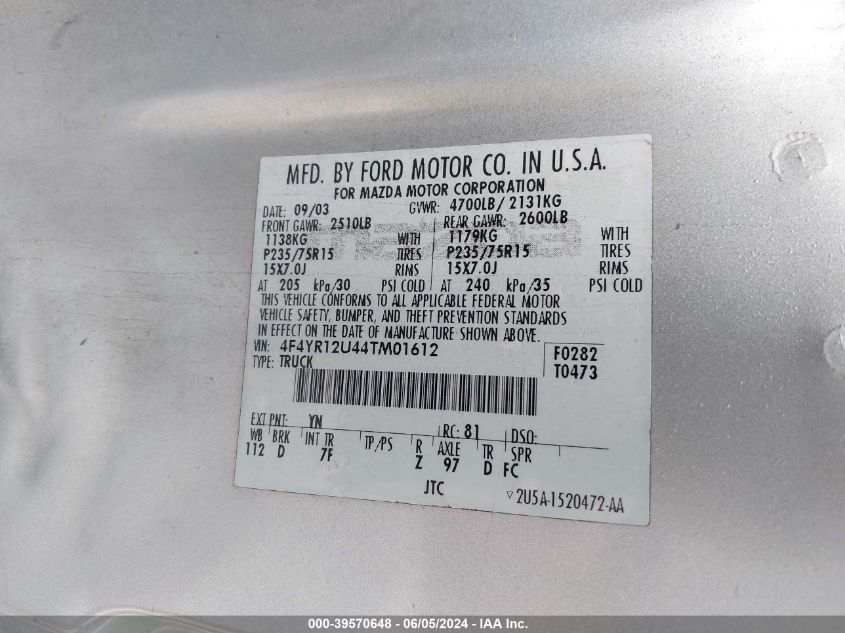 MFD. BY FORD MOTOR CO. IN U.S.A.
FOR MAZDA MOTOR CORPORATION
DATE: 09/03 GVWR: 4700LB/ 2131KG
FRONT GAWR: 2510LB REAR GAWR: 2600LB
1138KG WITH 1179KG WITH
P235/75R15 TIRES P235/75R15 TIRES
15X7.0J RIMS 15X7.0J RIMS
AT 205 kPa/30 PSI COLD AT 240 kPa/35 PSI COLD
THIS VEHICLE CONFORMS TO ALL APPLICABLE FEDERAL MOTOR
VEHICLE SAFETY, BUMPER, AND THEFT PREVENTION STANDARDS
IN EFFECT ON THE DATE OF MANUFACTURE SHOWN ABOVE.
VIN: 4F4YR12U44TM01612 F0282
TYPE: TRUCK T0473
EXT PNT: YN RC: 81 DSO:
WB BRK INT TR TP/PS R AXLE TR SPR
112 D 7F Z 97 D FC
JTC 2U5A-1520472-AA
000-39570648 - 06/05/2024 - IAA Inc.